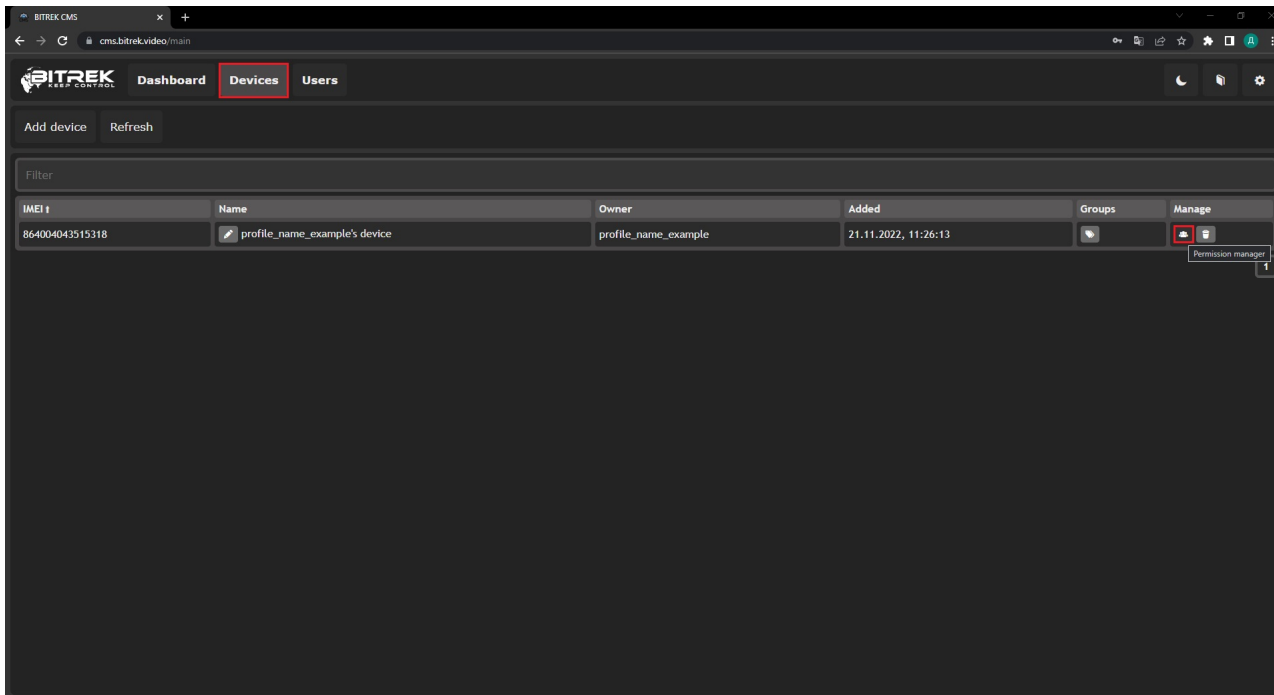 BITREK CMS
cms.bitrek.video/main
Д
BITREK
KEEP CONTROL
Dashboard Devices Users
Add device Refresh
Filter
IMEI Name Owner Added Groups Manage
864004043515318 profile_name_example's device profile_name_example 21.11.2022, 11:26:13
Permission manager
1